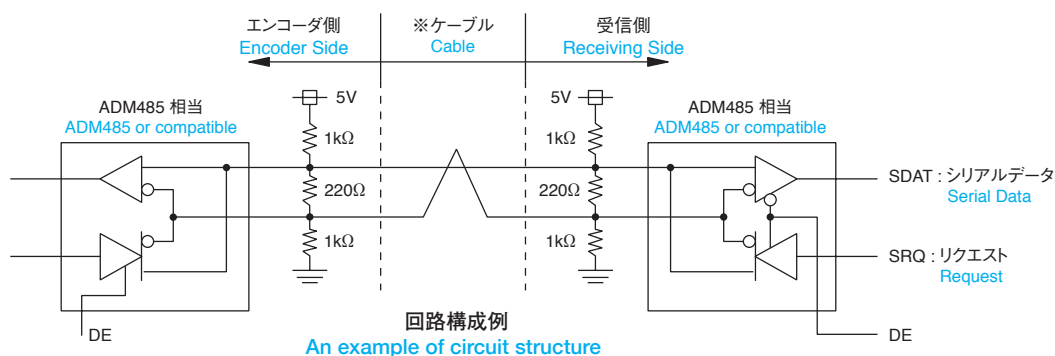 エンコーダ側
Encoder Side
※ケーブル
Cable
受信側
Receiving Side
ADM485 相当
ADM485 or compatible
5V
1kΩ
220Ω
1kΩ
DE
5V
1kΩ
220Ω
1kΩ
ADM485 相当
ADM485 or compatible
SDAT : シリアルデータ
Serial Data
SRQ : リクエスト
Request
DE
回路構成例
An example of circuit structure